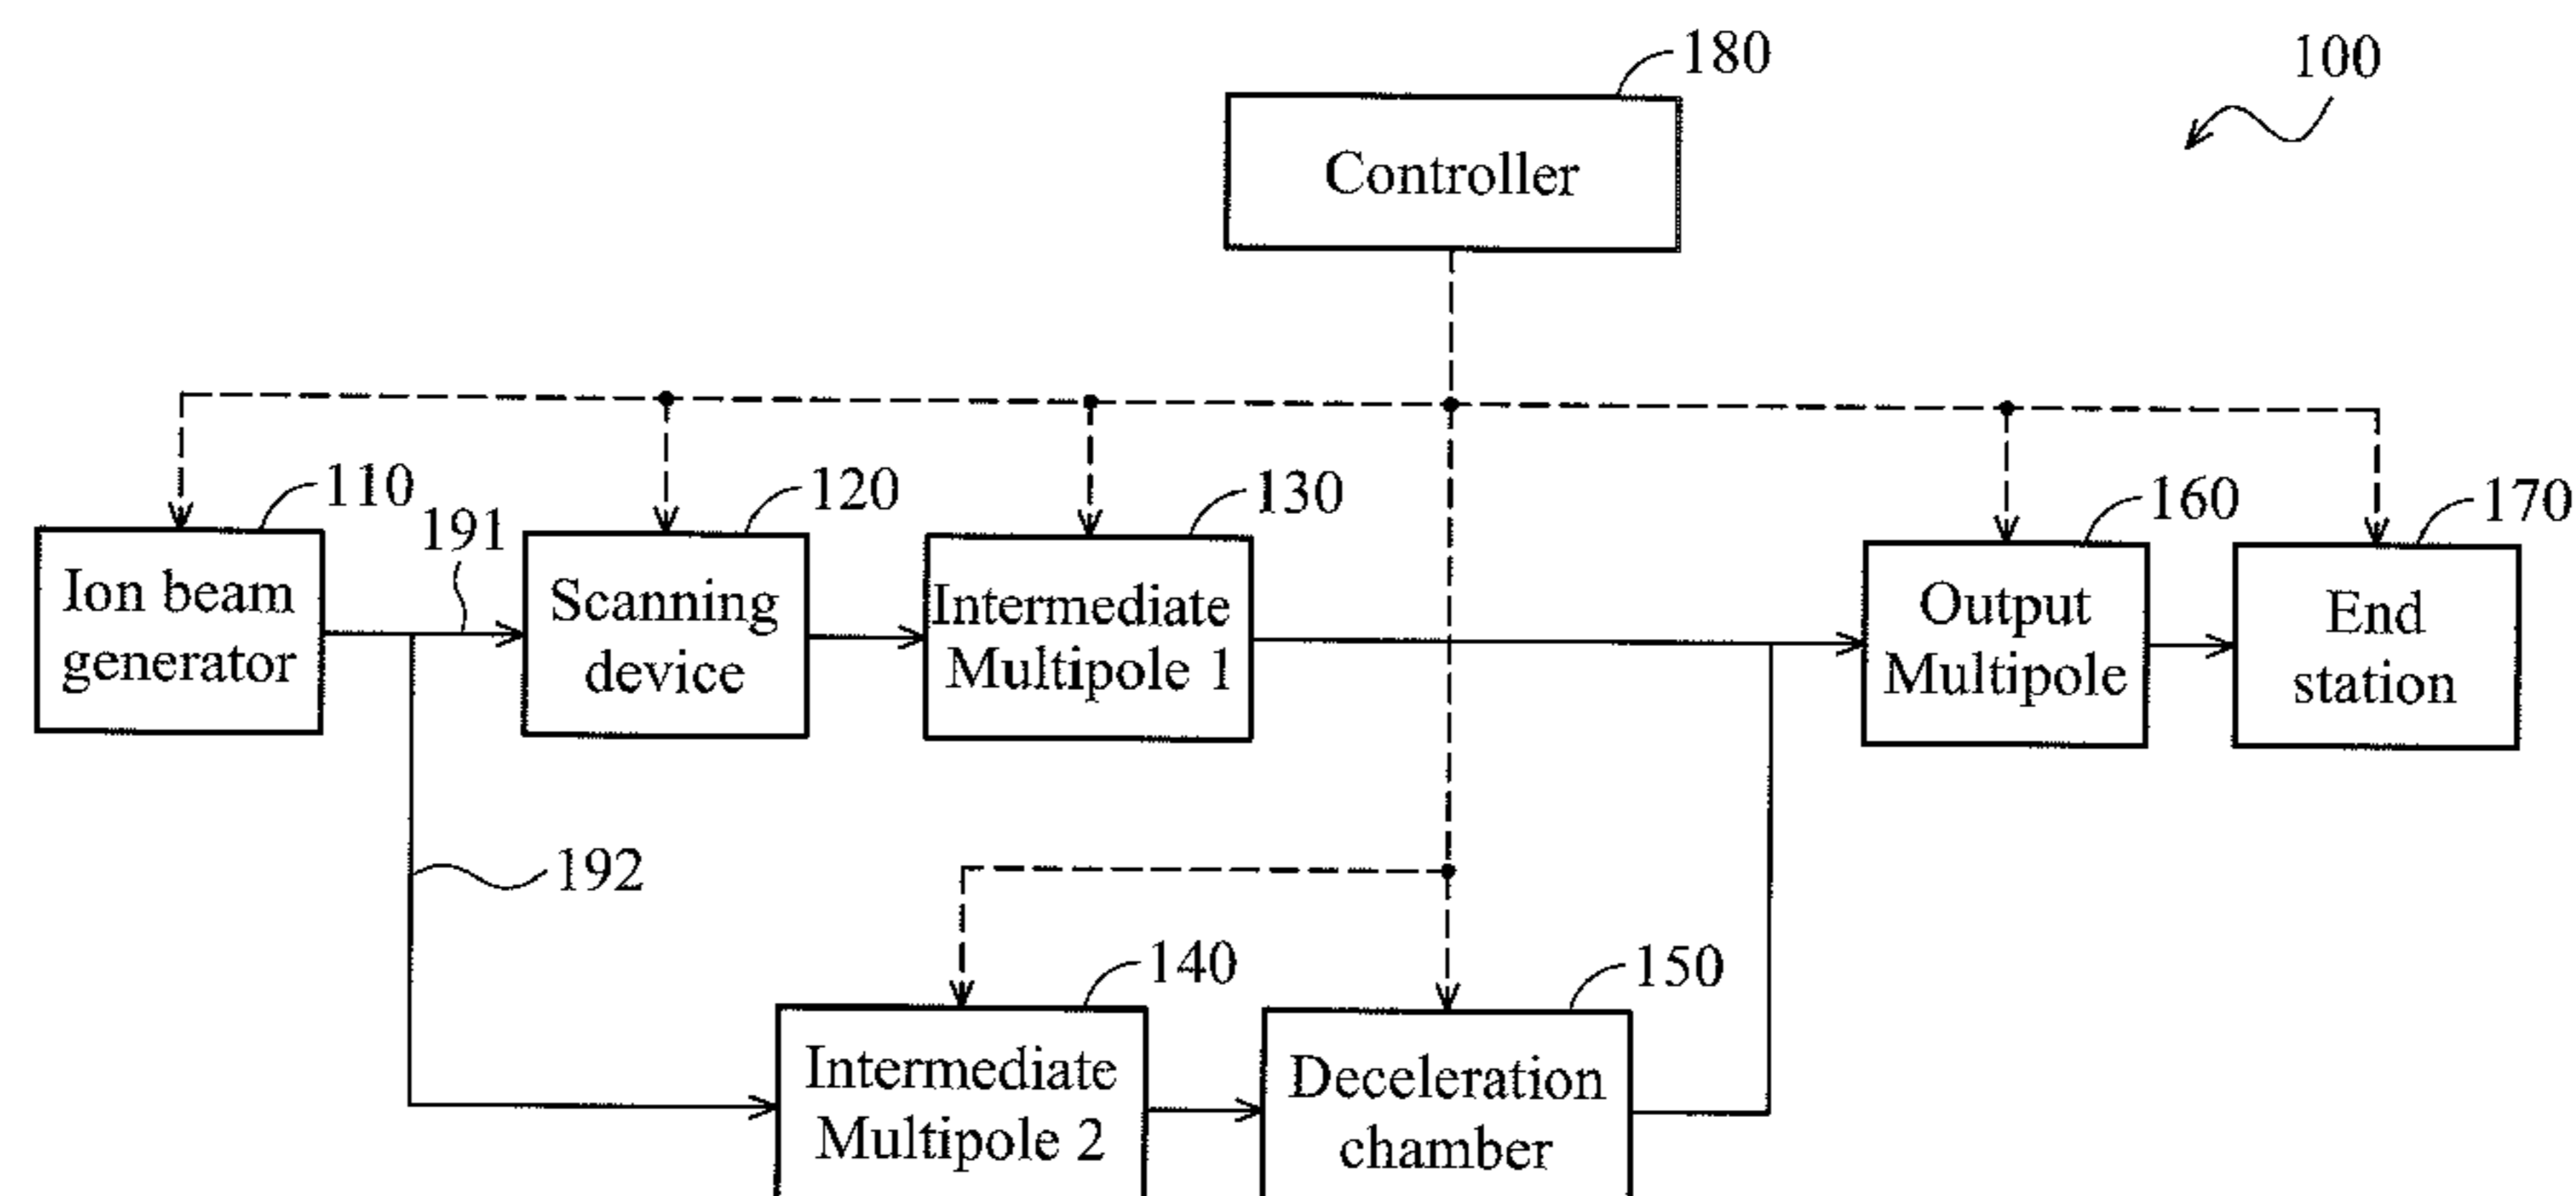 180
100
Controller
110
191
120
130
160
170
Ion beam
generator
Scanning
device
Intermediate
Multipole 1
Output
Multipole
End
station
192
140
150
Intermediate
Multipole 2
Deceleration
chamber